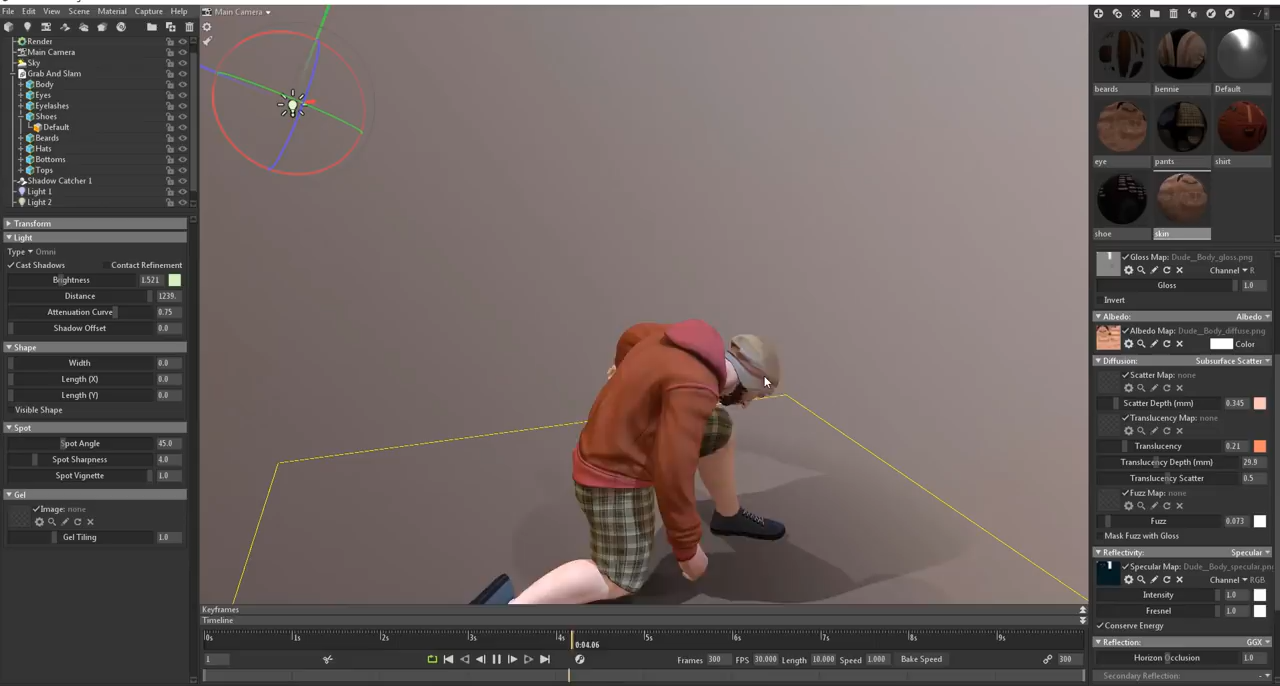 File Edit View Scene Material Capture Help
Main Camera
Render
Main Camera
Sky
Grab And Slam
Body
Eyes
Eyelashes
Shoes
Default
Beards
Hats
Bottoms
Tops
Shadow Catcher 1
Light 1
Light 2
Transform
Light
Type Omni
Cast Shadows Contact Refinement
Brightness 1.521
Distance 1239.
Attenuation Curve 0.75
Shadow Offset 0.0
Shape
Width 0.0
Length (X) 0.0
Length (Y) 0.0
Visible Shape
Spot
Spot Angle 45.0
Spot Sharpness 4.0
Spot Vignette 1.0
Gel
Image: none
Gel Tiling 1.0
Keyframes
Timeline
0s 1s 2s 3s 4s 5s 6s 7s 8s 9s
0:04.06
1 Frames 300 FPS 30.000 Length 10.000 Speed 1.000 Bake Speed 300
beards bennie Default
eye pants shirt
shoe skin
Gloss Map: Dude_Body_gloss.png
Channel R
Gloss 1.0
Invert
Albedo: Albedo
Albedo Map: Dude_Body_diffuse.png
Color
Diffusion: Subsurface Scatter
Scatter Map: none
Scatter Depth (mm) 0.345
Translucency Map: none
Translucency 0.21
Translucency Depth (mm) 29.9
Translucency Scatter 0.5
Fuzz Map: none
Fuzz 0.073
Mask Fuzz with Gloss
Reflectivity: Specular
Specular Map: Dude_Body_specular.pn
Channel RGB
Intensity 1.0
Fresnel 1.0
Conserve Energy
Reflection: GGX
Horizon Occlusion 1.0
Secondary Reflection: